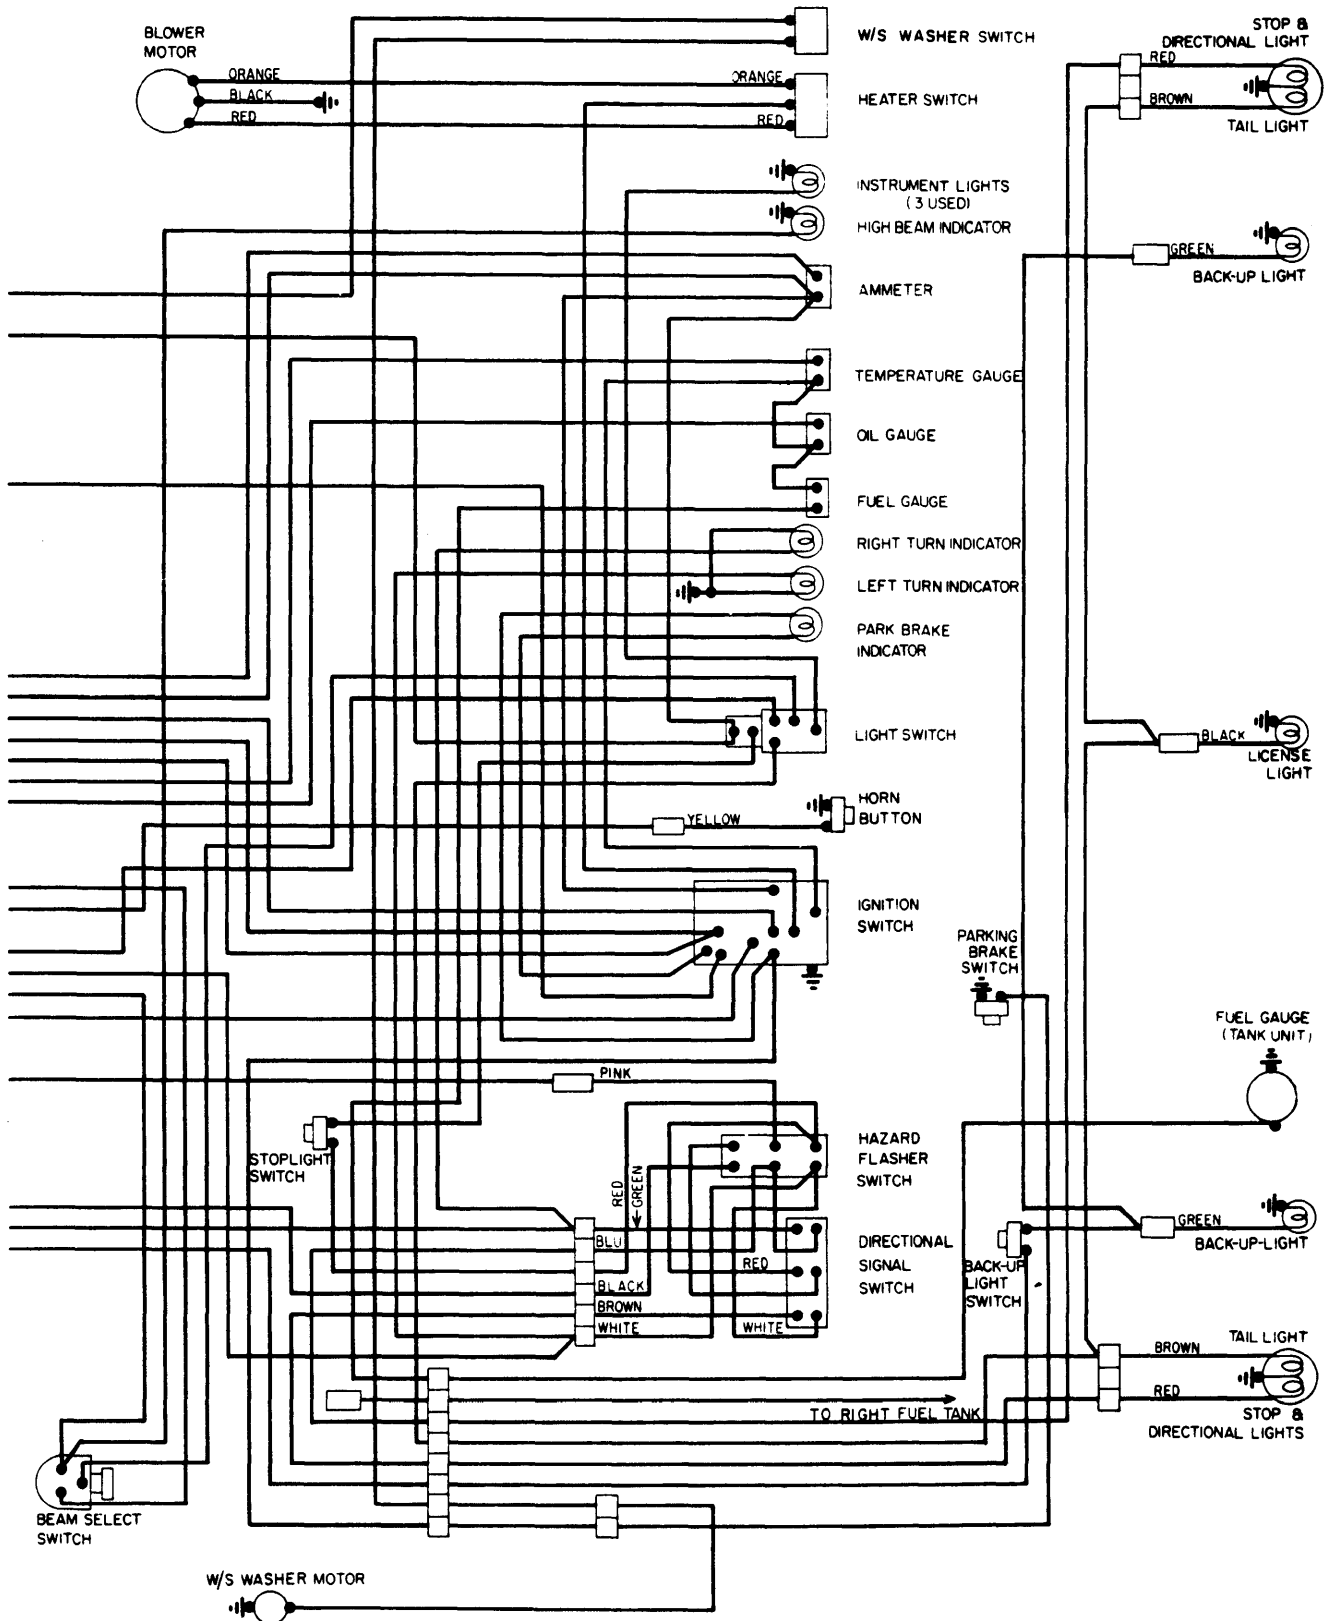 BLOWER
MOTOR
ORANGE
BLACK
RED
ORANGE
RED
W/S WASHER SWITCH
HEATER SWITCH
INSTRUMENT LIGHTS
(3 USED)
HIGH BEAM INDICATOR
AMMETER
TEMPERATURE GAUGE
OIL GAUGE
FUEL GAUGE
RIGHT TURN INDICATOR
LEFT TURN INDICATOR
PARK BRAKE
INDICATOR
LIGHT SWITCH
HORN
BUTTON
YELLOW
IGNITION
SWITCH
PINK
HAZARD
FLASHER
SWITCH
STOPLIGHT
SWITCH
RED
GREEN
BLU
BLACK
BROWN
WHITE
RED
WHITE
DIRECTIONAL
SIGNAL
SWITCH
TO RIGHT FUEL TANK
BEAM SELECT
SWITCH
W/S WASHER MOTOR
STOP &
DIRECTIONAL LIGHT
RED
BROWN
TAIL LIGHT
GREEN
BACK-UP LIGHT
BLACK
LICENSE
LIGHT
PARKING
BRAKE
SWITCH
FUEL GAUGE
(TANK UNIT)
GREEN
BACK-UP-LIGHT
BACK-UP
LIGHT
SWITCH
TAIL LIGHT
BROWN
RED
STOP &
DIRECTIONAL LIGHTS